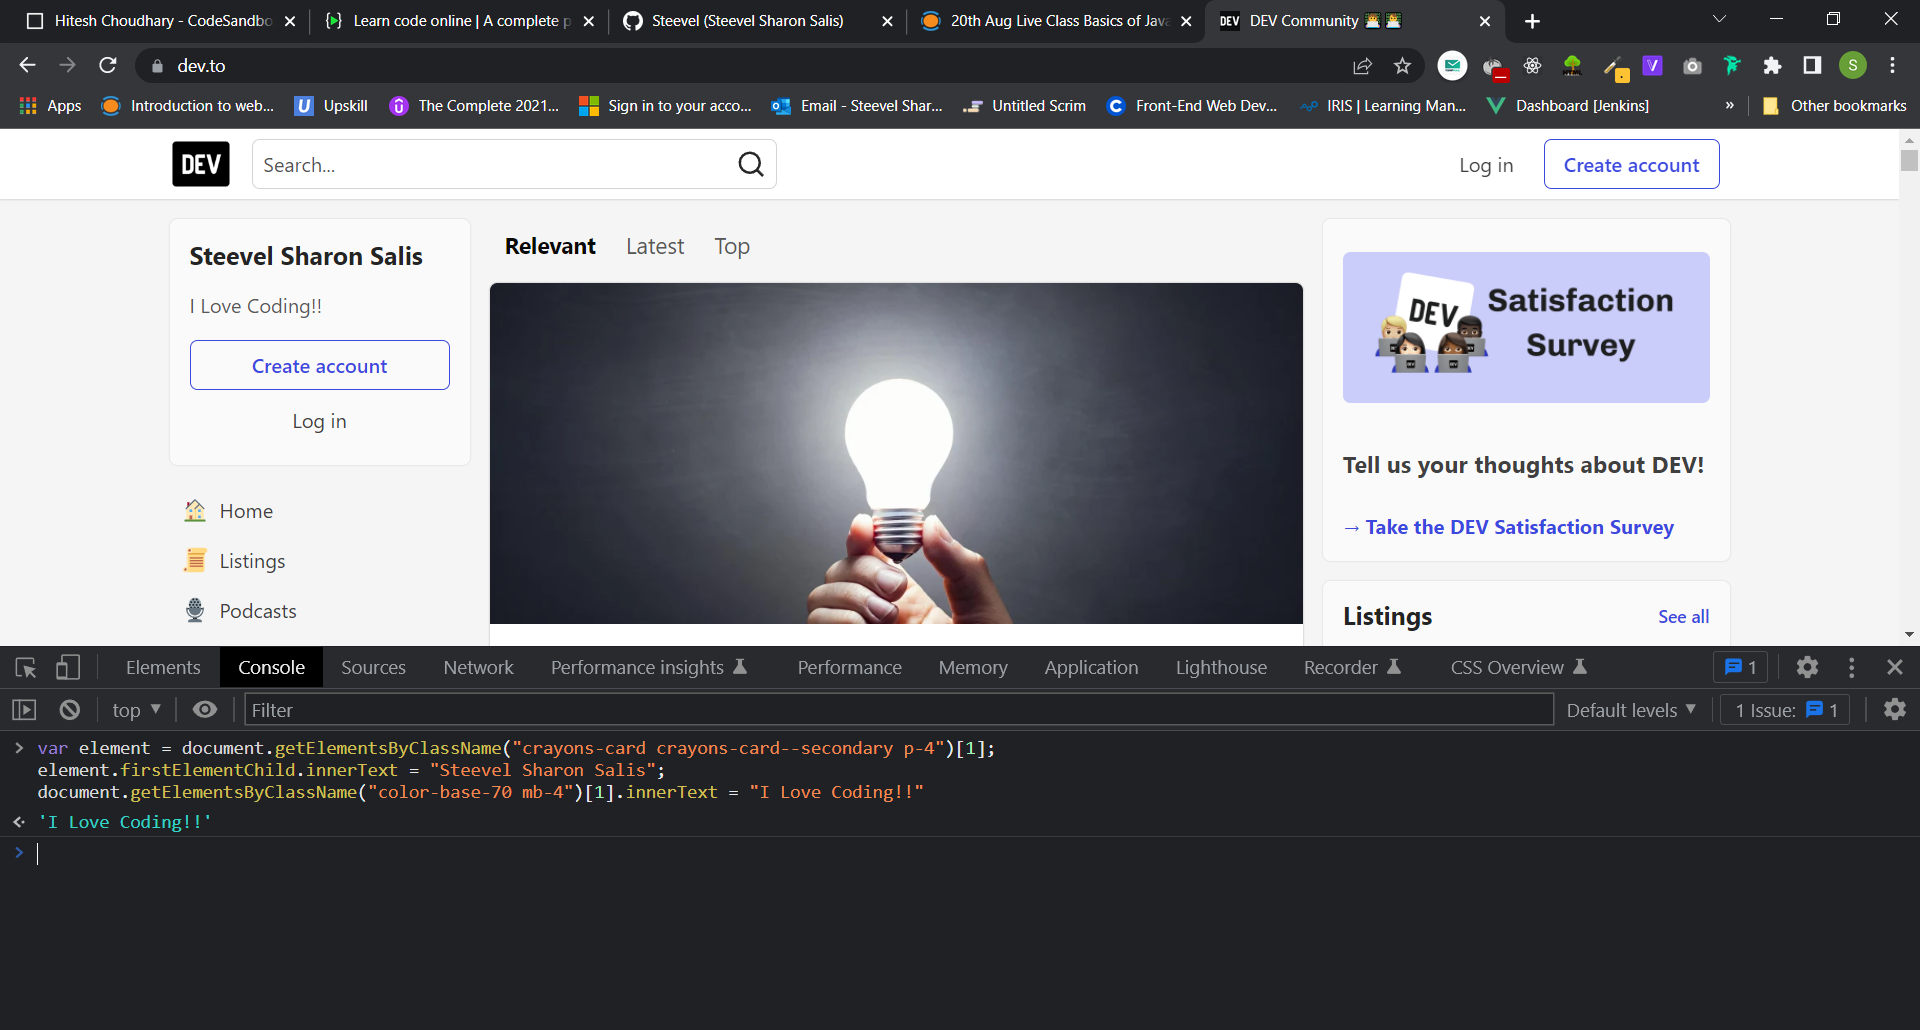 Hitesh Choudhary - CodeSandbo
Learn code online | A complete p
Steevel (Steevel Sharon Salis)
20th Aug Live Class Basics of Java
DEV
DEV Community 👩‍💻👨‍💻
dev.to
S
Apps
Introduction to web...
U
Upskill
The Complete 2021...
Sign in to your acco...
Email - Steevel Shar...
Untitled Scrim
Front-End Web Dev...
IRIS | Learning Man...
Dashboard [Jenkins]
»
Other bookmarks
DEV
Search...
Log in
Create account
Steevel Sharon Salis
I Love Coding!!
Create account
Log in
Home
Listings
Podcasts
Relevant
Latest
Top
DEV
Satisfaction
Survey
Tell us your thoughts about DEV!
→ Take the DEV Satisfaction Survey
Listings
See all
Elements
Console
Sources
Network
Performance insights
Performance
Memory
Application
Lighthouse
Recorder
CSS Overview
1
top ▼
Filter
Default levels ▼
1 Issue: 1
> var element = document.getElementsByClassName("crayons-card crayons-card--secondary p-4")[1];
element.firstElementChild.innerText = "Steevel Sharon Salis";
document.getElementsByClassName("color-base-70 mb-4")[1].innerText = "I Love Coding!!"
'I Love Coding!!'
>